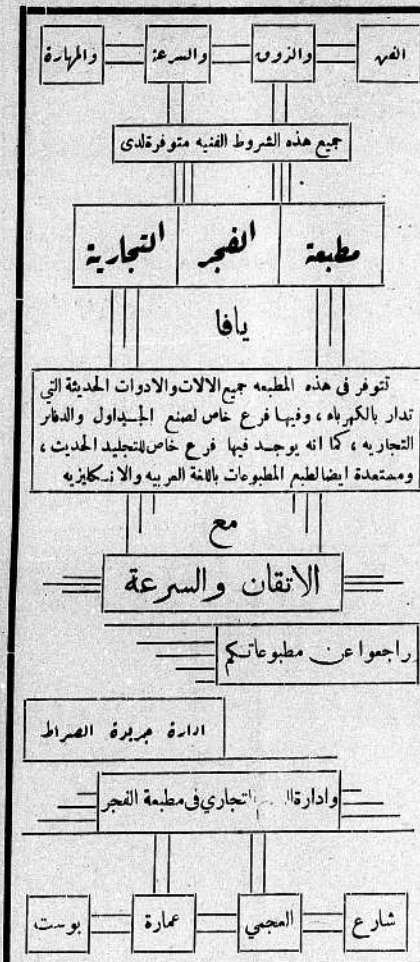 الفن والزوق والسرعة والمهارة
جميع هذه الشروط الفنيه متوفرة لدى
مطبعة الفجر التجارية
يافا
تتوفر فى هذه المطبعه جميع الالات والادوات الحديثة التي
تدار بالكهرباء ، وفيها فرع خاص لصنع الجداول والدفاتر
التجاريه ، كما انه يوجد فيها فرع خاص للتجليد الحديث ،
ومستعدة ايضا لطبع المطبوعات باللغة العربيه والانكليزيه
مع
الاتقان والسرعة
راجعوا عن مطبوعاتكم
ادارة جريدة الصراط
وادارة التجاري فى مطبعة الفجر
شارع العجمي عمارة بوست